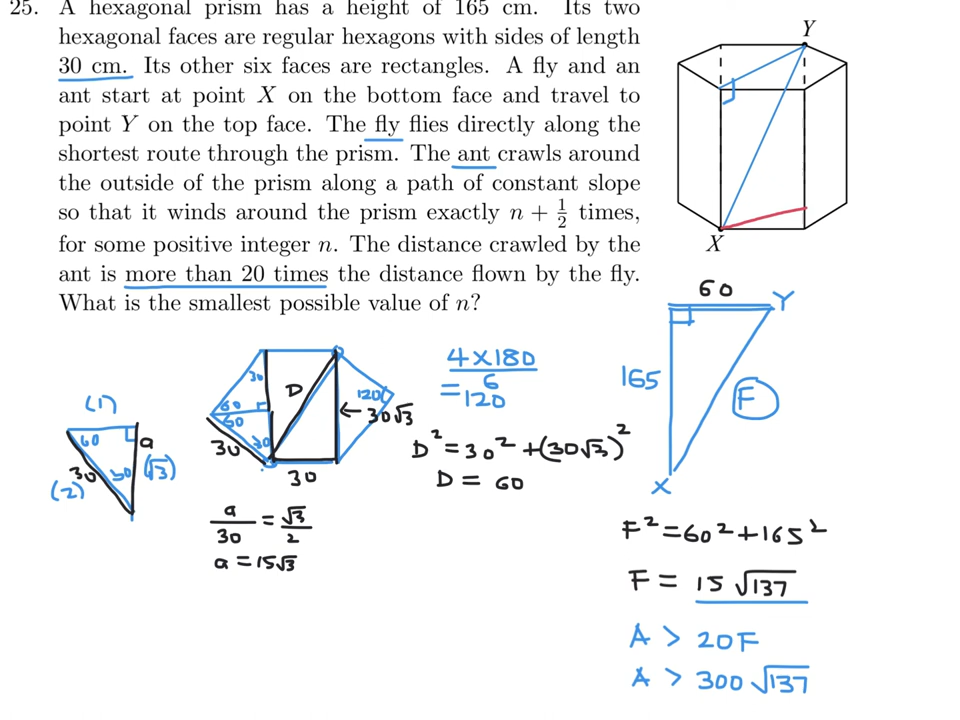 25. A hexagonal prism has a height of 165 cm. Its two
hexagonal faces are regular hexagons with sides of length
30 cm. Its other six faces are rectangles. A fly and an
ant start at point X on the bottom face and travel to
point Y on the top face. The fly flies directly along the
shortest route through the prism. The ant crawls around
the outside of the prism along a path of constant slope
so that it winds around the prism exactly n + 1/2 times,
for some positive integer n. The distance crawled by the
ant is more than 20 times the distance flown by the fly.
What is the smallest possible value of n?
Y
X
60
Y
165
F
X
(1)
60
a
30
30
(√3)
(2)
30
D
60
60
30
30
30
120
← 30√3
a/30 = √3/2
a = 15√3
4×180/6
= 120
D² = 30² + (30√3)²
D = 60
F² = 60² + 165²
F = 15√137
A > 20F
A > 300√137